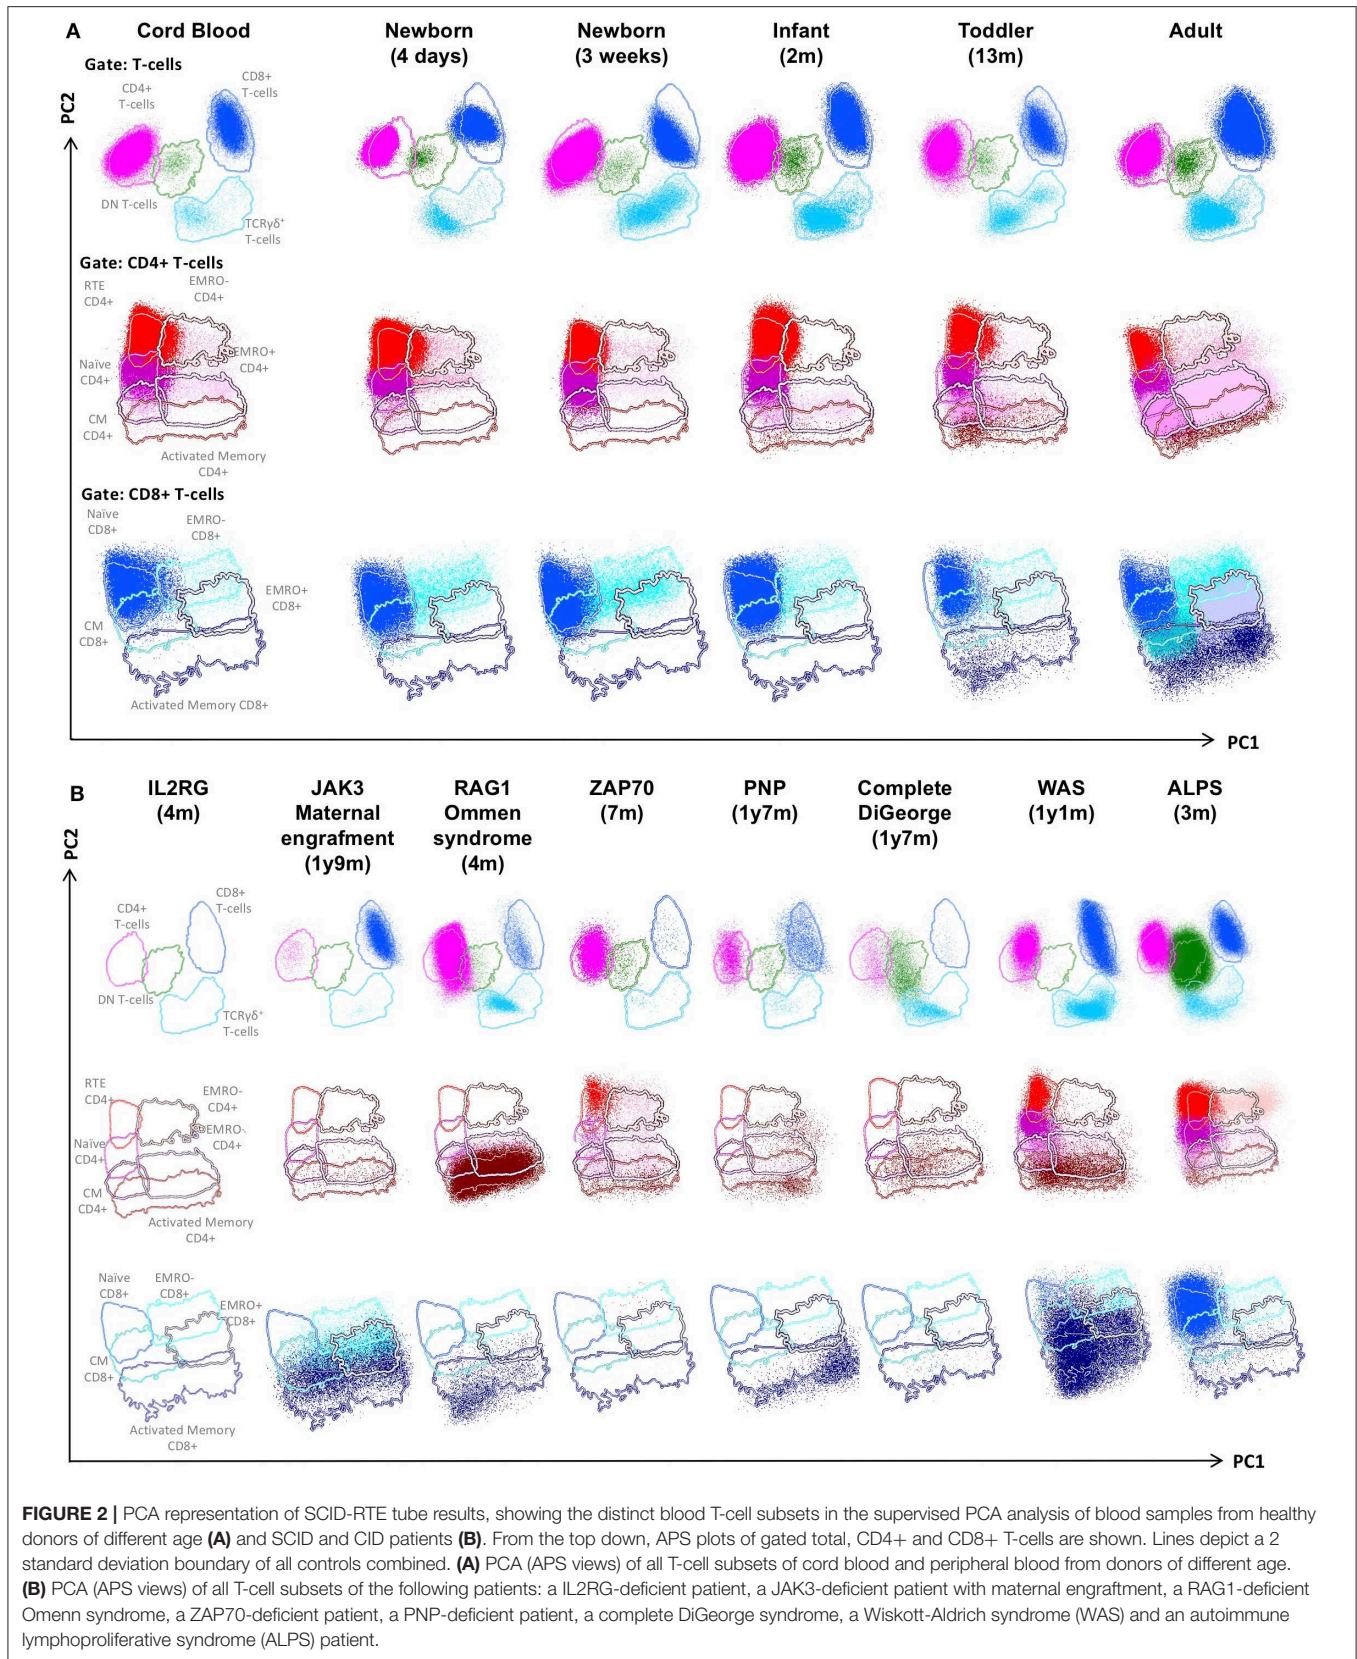 A
Cord Blood
Newborn
(4 days)
Newborn
(3 weeks)
Infant
(2m)
Toddler
(13m)
Adult
PC2
Gate: T-cells
CD4+
T-cells
CD8+
T-cells
DN T-cells
TCRγδ+
T-cells
Gate: CD4+ T-cells
RTE
CD4+
EMRO-
CD4+
Naïve
CD4+
EMRO+
CD4+
CM
CD4+
Activated Memory
CD4+
Gate: CD8+ T-cells
Naïve
CD8+
EMRO-
CD8+
EMRO+
CD8+
CM
CD8+
Activated Memory CD8+
PC1
B
IL2RG
(4m)
JAK3
Maternal
engrafment
(1y9m)
RAG1
Ommen
syndrome
(4m)
ZAP70
(7m)
PNP
(1y7m)
Complete
DiGeorge
(1y7m)
WAS
(1y1m)
ALPS
(3m)
PC2
CD4+
T-cells
CD8+
T-cells
DN T-cells
TCRγδ+
T-cells
RTE
CD4+
EMRO-
CD4+
Naïve
CD4+
EMRO-
CD4+
CM
CD4+
Activated Memory
CD4+
Naïve
CD8+
EMRO-
CD8+
EMRO+
CD8+
CM
CD8+
Activated Memory
CD8+
PC1
FIGURE 2 | PCA representation of SCID-RTE tube results, showing the distinct blood T-cell subsets in the supervised PCA analysis of blood samples from healthy
donors of different age (A) and SCID and CID patients (B). From the top down, APS plots of gated total, CD4+ and CD8+ T-cells are shown. Lines depict a 2
standard deviation boundary of all controls combined. (A) PCA (APS views) of all T-cell subsets of cord blood and peripheral blood from donors of different age.
(B) PCA (APS views) of all T-cell subsets of the following patients: a IL2RG-deficient patient, a JAK3-deficient patient with maternal engraftment, a RAG1-deficient
Omenn syndrome, a ZAP70-deficient patient, a PNP-deficient patient, a complete DiGeorge syndrome, a Wiskott-Aldrich syndrome (WAS) and an autoimmune
lymphoproliferative syndrome (ALPS) patient.